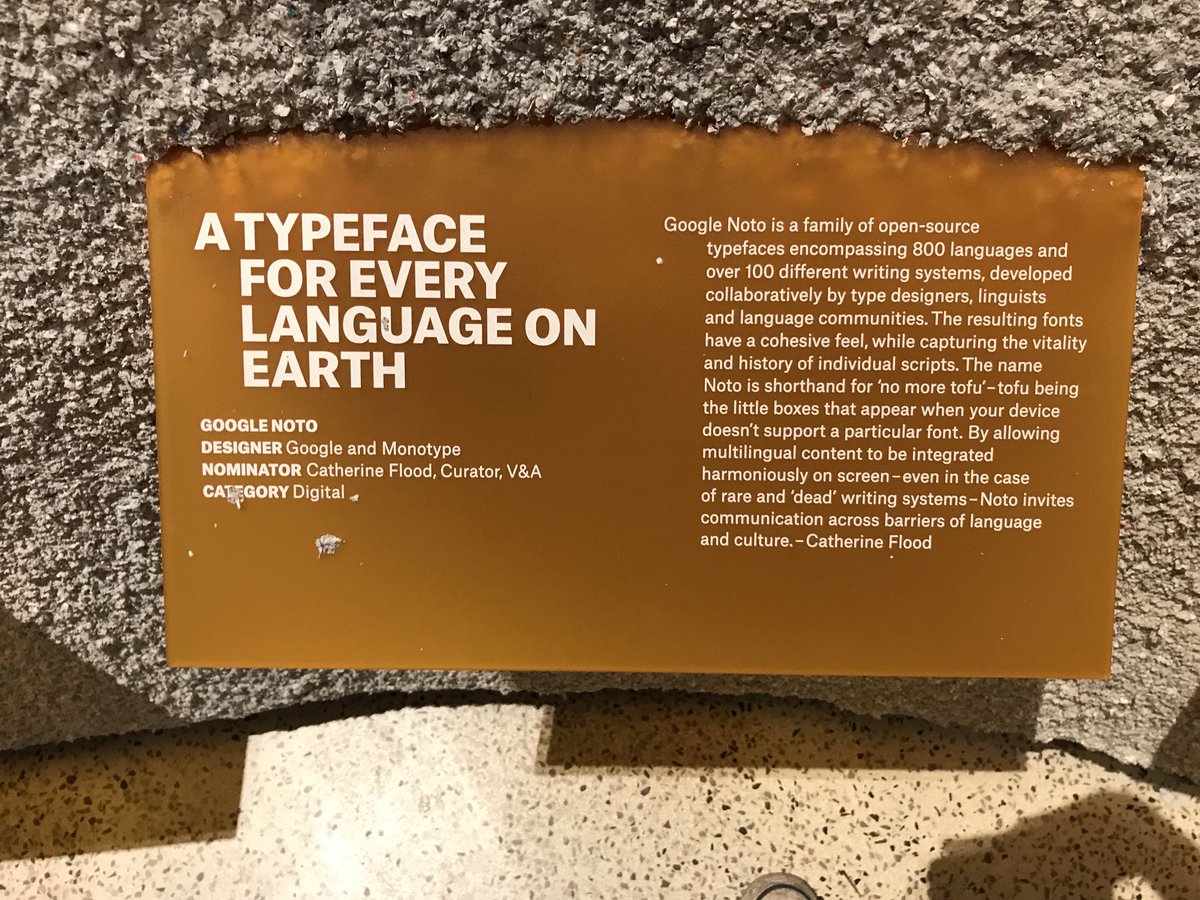 A TYPEFACE
FOR EVERY
LANGUAGE ON
EARTH
GOOGLE NOTO
DESIGNER Google and Monotype
NOMINATOR Catherine Flood, Curator, V&A
CATEGORY Digital
Google Noto is a family of open-source
typefaces encompassing 800 languages and
over 100 different writing systems, developed
collaboratively by type designers, linguists
and language communities. The resulting fonts
have a cohesive feel, while capturing the vitality
and history of individual scripts. The name
Noto is shorthand for ‘no more tofu’ – tofu being
the little boxes that appear when your device
doesn’t support a particular font. By allowing
multilingual content to be integrated
harmoniously on screen – even in the case
of rare and ‘dead’ writing systems – Noto invites
communication across barriers of language
and culture. – Catherine Flood